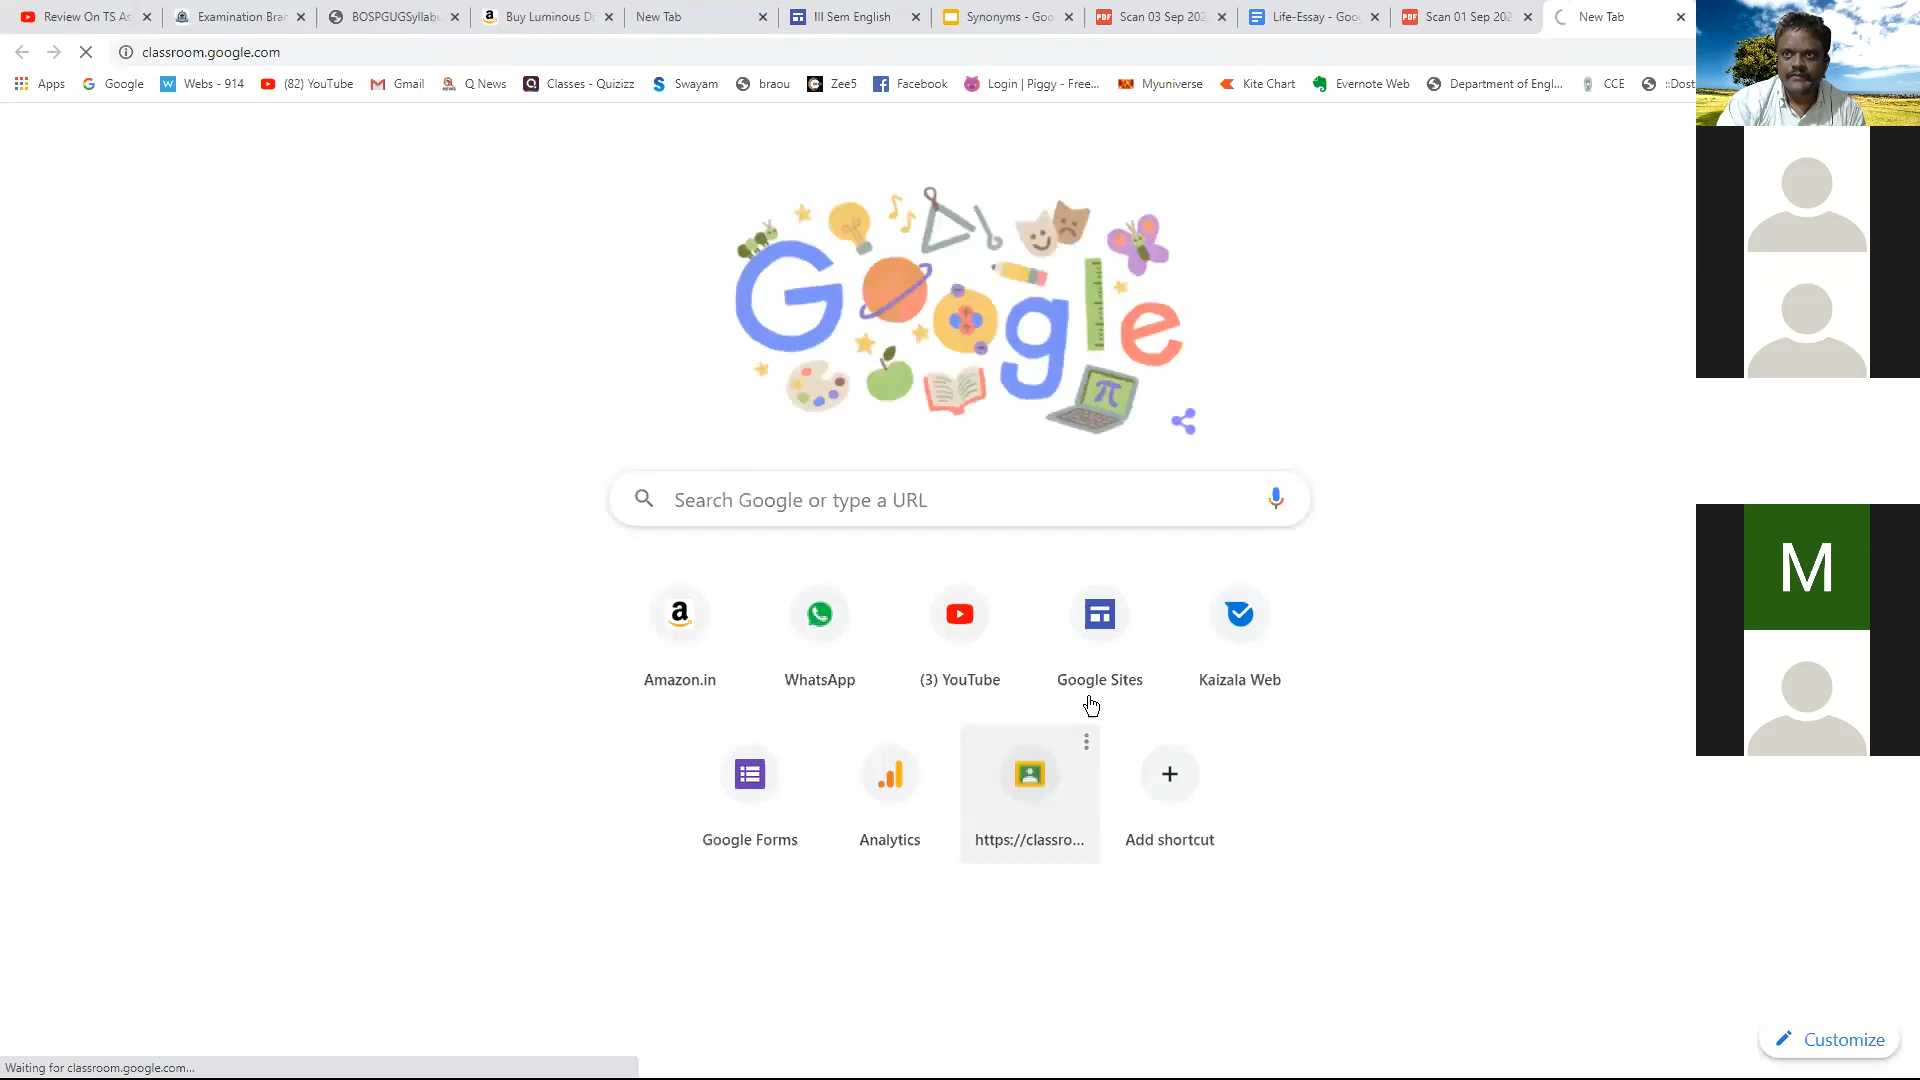 Review On TS As
Examination Bra
BOSPGUGSyllab
Buy Luminous D
New Tab
III Sem English
Synonyms - Goo
Scan 03 Sep 202
Life-Essay - Goo
Scan 01 Sep 202
New Tab
classroom.google.com
Apps
Google
Webs - 914
(82) YouTube
Gmail
Q News
Classes - Quizizz
Swayam
braou
Zee5
Facebook
Login | Piggy - Free...
Myuniverse
Kite Chart
Evernote Web
Department of Engl...
CCE
::Dost
Google
π
Search Google or type a URL
M
Amazon.in
WhatsApp
(3) YouTube
Google Sites
Kaizala Web
Google Forms
Analytics
https://classro...
Add shortcut
Customize
Waiting for classroom.google.com...